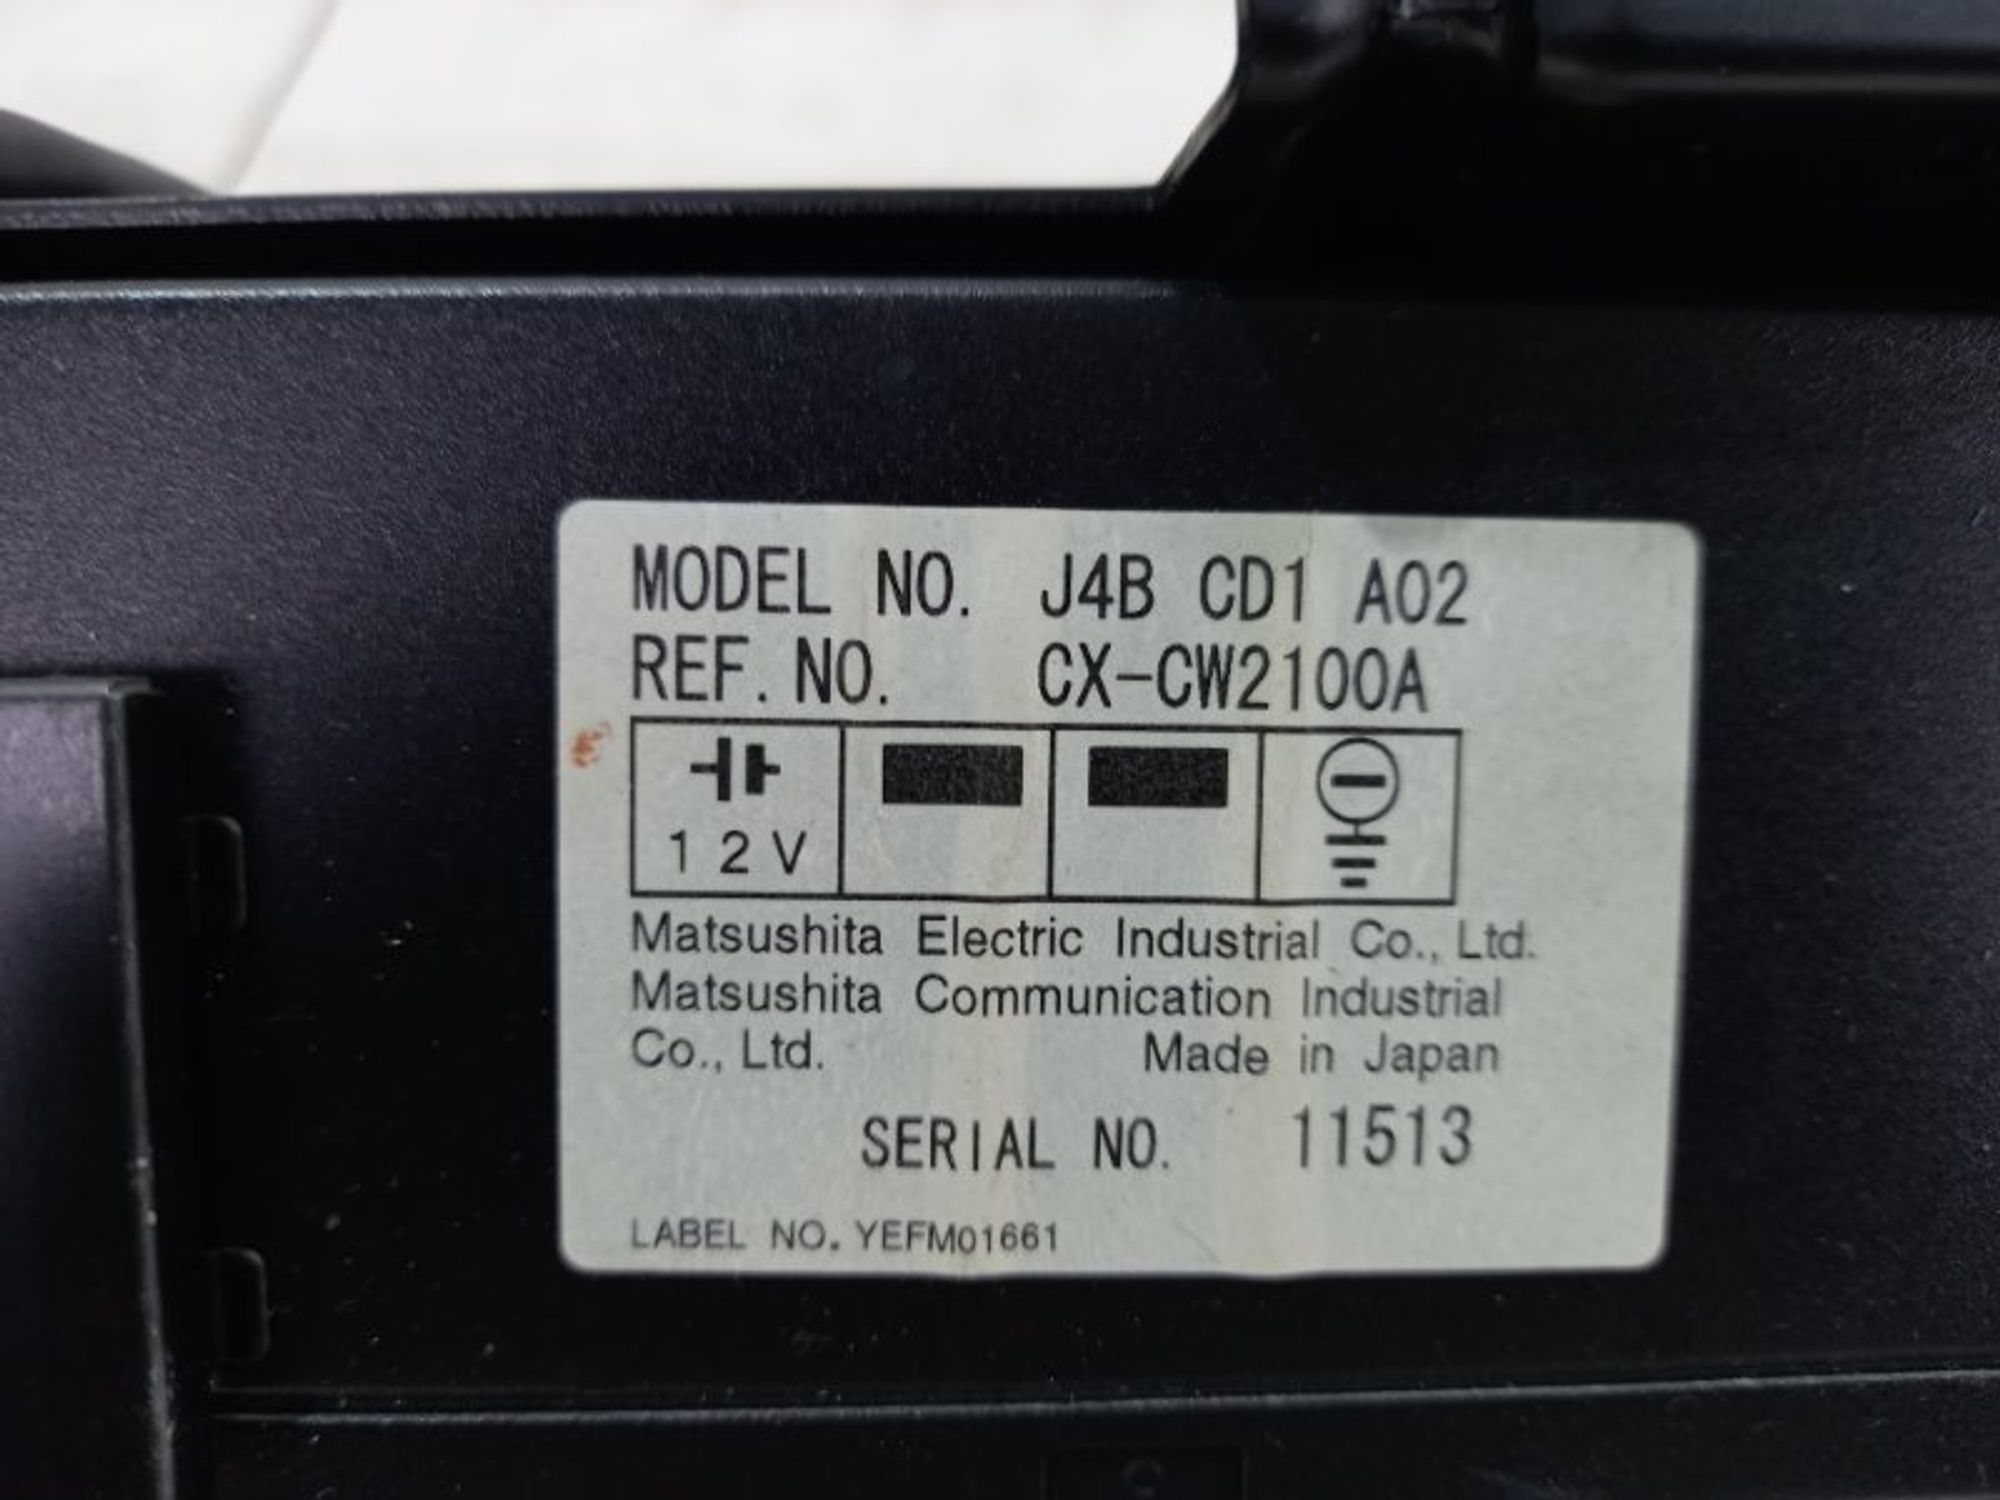 MODEL NO. J4B CD1 A02
REF. NO. CX-CW2100A
12V
Matsushita Electric Industrial Co., Ltd.
Matsushita Communication Industrial
Co., Ltd. Made in Japan
SERIAL NO. 11513
LABEL NO. YEFM01661